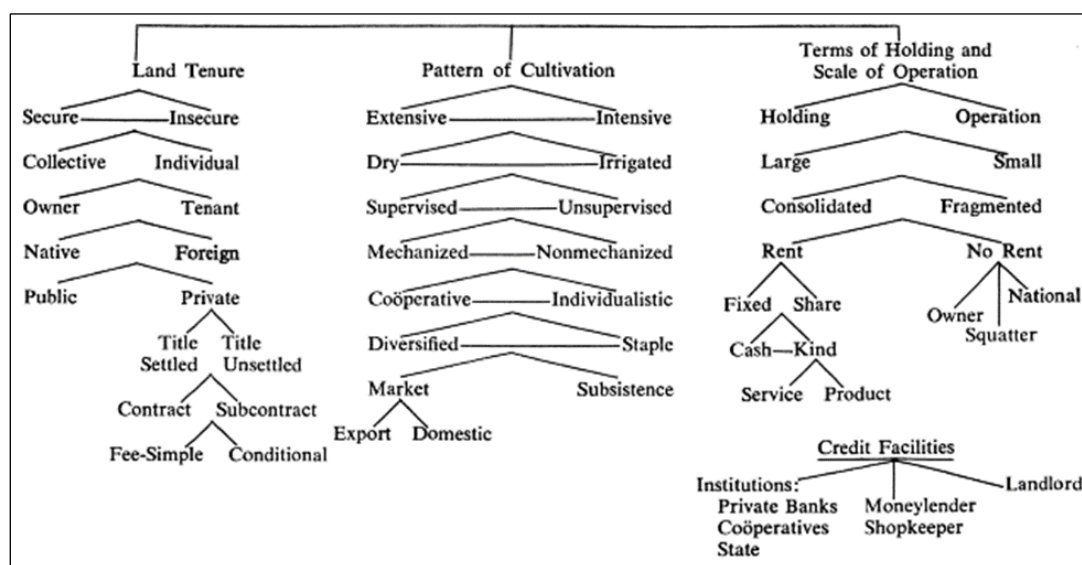 Land Tenure
Secure Insecure
Collective Individual
Owner Tenant
Native Foreign
Public Private
Title Title
Settled Unsettled
Contract Subcontract
Fee-Simple Conditional
Pattern of Cultivation
Extensive Intensive
Dry Irrigated
Supervised Unsupervised
Mechanized Nonmechanized
Coöperative Individualistic
Diversified Staple
Market Subsistence
Export Domestic
Terms of Holding and
Scale of Operation
Holding Operation
Large Small
Consolidated Fragmented
Rent No Rent
Fixed Share
Cash Kind
Service Product
Owner National
Squatter
Credit Facilities
Institutions:
Private Banks
Coöperatives
State
Moneylender
Shopkeeper
Landlord